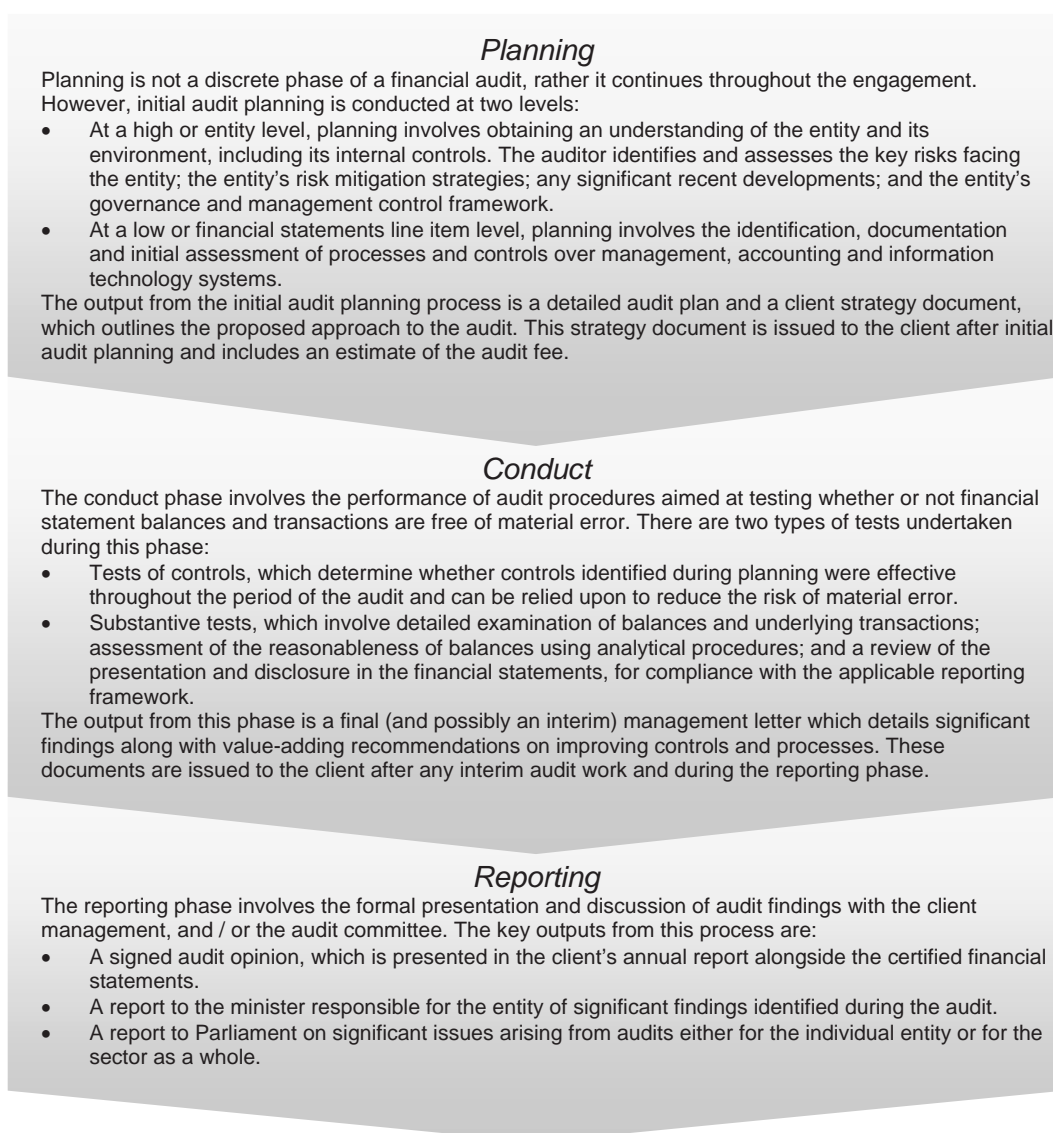 Planning
Planning is not a discrete phase of a financial audit, rather it continues throughout the engagement.
However, initial audit planning is conducted at two levels:
• At a high or entity level, planning involves obtaining an understanding of the entity and its
environment, including its internal controls. The auditor identifies and assesses the key risks facing
the entity; the entity’s risk mitigation strategies; any significant recent developments; and the entity’s
governance and management control framework.
• At a low or financial statements line item level, planning involves the identification, documentation
and initial assessment of processes and controls over management, accounting and information
technology systems.
The output from the initial audit planning process is a detailed audit plan and a client strategy document,
which outlines the proposed approach to the audit. This strategy document is issued to the client after initial
audit planning and includes an estimate of the audit fee.
Conduct
The conduct phase involves the performance of audit procedures aimed at testing whether or not financial
statement balances and transactions are free of material error. There are two types of tests undertaken
during this phase:
• Tests of controls, which determine whether controls identified during planning were effective
throughout the period of the audit and can be relied upon to reduce the risk of material error.
• Substantive tests, which involve detailed examination of balances and underlying transactions;
assessment of the reasonableness of balances using analytical procedures; and a review of the
presentation and disclosure in the financial statements, for compliance with the applicable reporting
framework.
The output from this phase is a final (and possibly an interim) management letter which details significant
findings along with value-adding recommendations on improving controls and processes. These
documents are issued to the client after any interim audit work and during the reporting phase.
Reporting
The reporting phase involves the formal presentation and discussion of audit findings with the client
management, and / or the audit committee. The key outputs from this process are:
• A signed audit opinion, which is presented in the client’s annual report alongside the certified financial
statements.
• A report to the minister responsible for the entity of significant findings identified during the audit.
• A report to Parliament on significant issues arising from audits either for the individual entity or for the
sector as a whole.